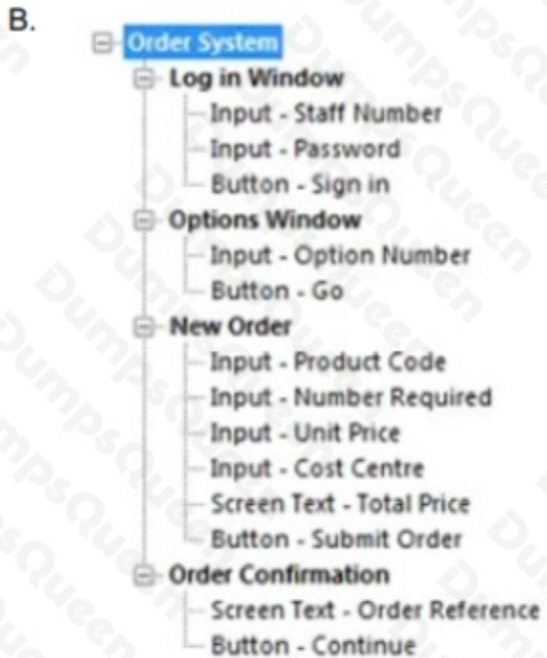 B.
Order System
Log in Window
Input - Staff Number
Input - Password
Button - Sign in
Options Window
Input - Option Number
Button - Go
New Order
Input - Product Code
Input - Number Required
Input - Unit Price
Input - Cost Centre
Screen Text - Total Price
Button - Submit Order
Order Confirmation
Screen Text - Order Reference
Button - Continue
DumpsQueen